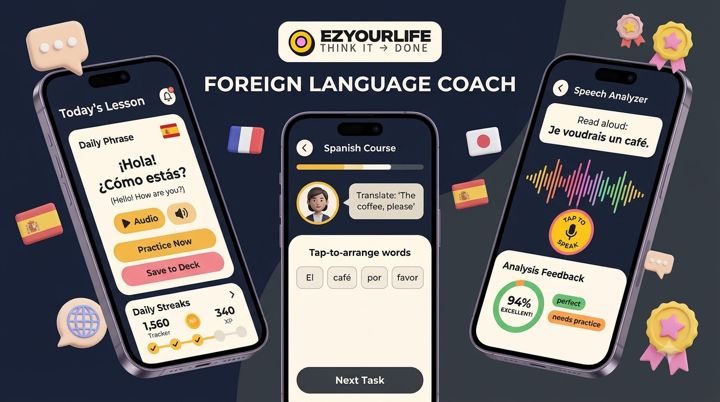 EZYOURLIFE
THINK IT → DONE
FOREIGN LANGUAGE COACH
Today's Lesson
Daily Phrase
¡Hola!
¿Cómo estás?
(Hello! How are you?)
Audio
Practice Now
Save to Deck
Daily Streaks
1,560
Tracker
340
XP
Spanish Course
Translate: 'The
coffee, please'
Tap-to-arrange words
El
café
por
favor
Next Task
Speech Analyzer
Read aloud:
Je voudrais un café.
TAP TO
SPEAK
Analysis Feedback
94%
EXCELLENT!
perfect
needs practice